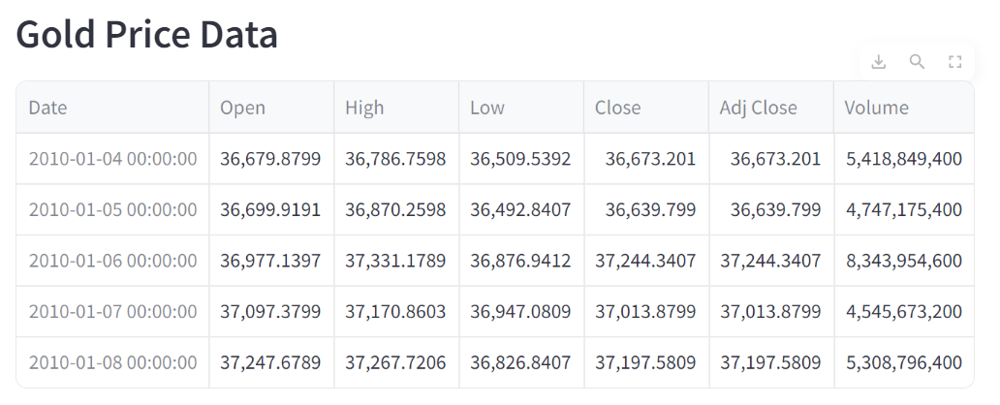 Gold Price Data
Date Open High Low Close Adj Close Volume
2010-01-04 00:00:00 36,679.8799 36,786.7598 36,509.5392 36,673.201 36,673.201 5,418,849,400
2010-01-05 00:00:00 36,699.9191 36,870.2598 36,492.8407 36,639.799 36,639.799 4,747,175,400
2010-01-06 00:00:00 36,977.1397 37,331.1789 36,876.9412 37,244.3407 37,244.3407 8,343,954,600
2010-01-07 00:00:00 37,097.3799 37,170.8603 36,947.0809 37,013.8799 37,013.8799 4,545,673,200
2010-01-08 00:00:00 37,247.6789 37,267.7206 36,826.8407 37,197.5809 37,197.5809 5,308,796,400